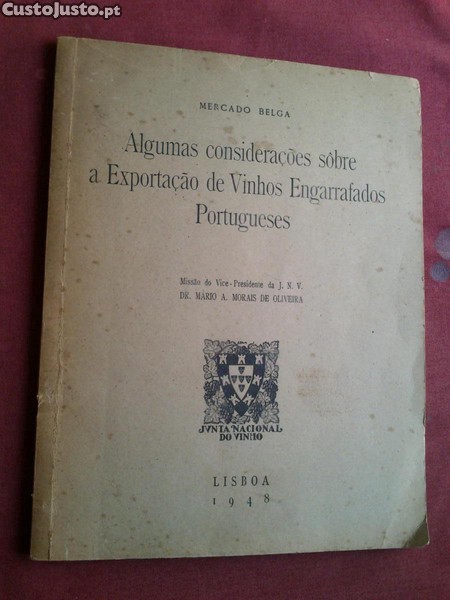 CustoJusto.pt
MERCADO BELGA
Algumas considerações sôbre
a Exportação de Vinhos Engarrafados
Portugueses
Missão do Vice-Presidente da J. N. V.
DR. MÁRIO A. MORAIS DE OLIVEIRA
JVNTA NACIONAL
DO VINHO
LISBOA
1948